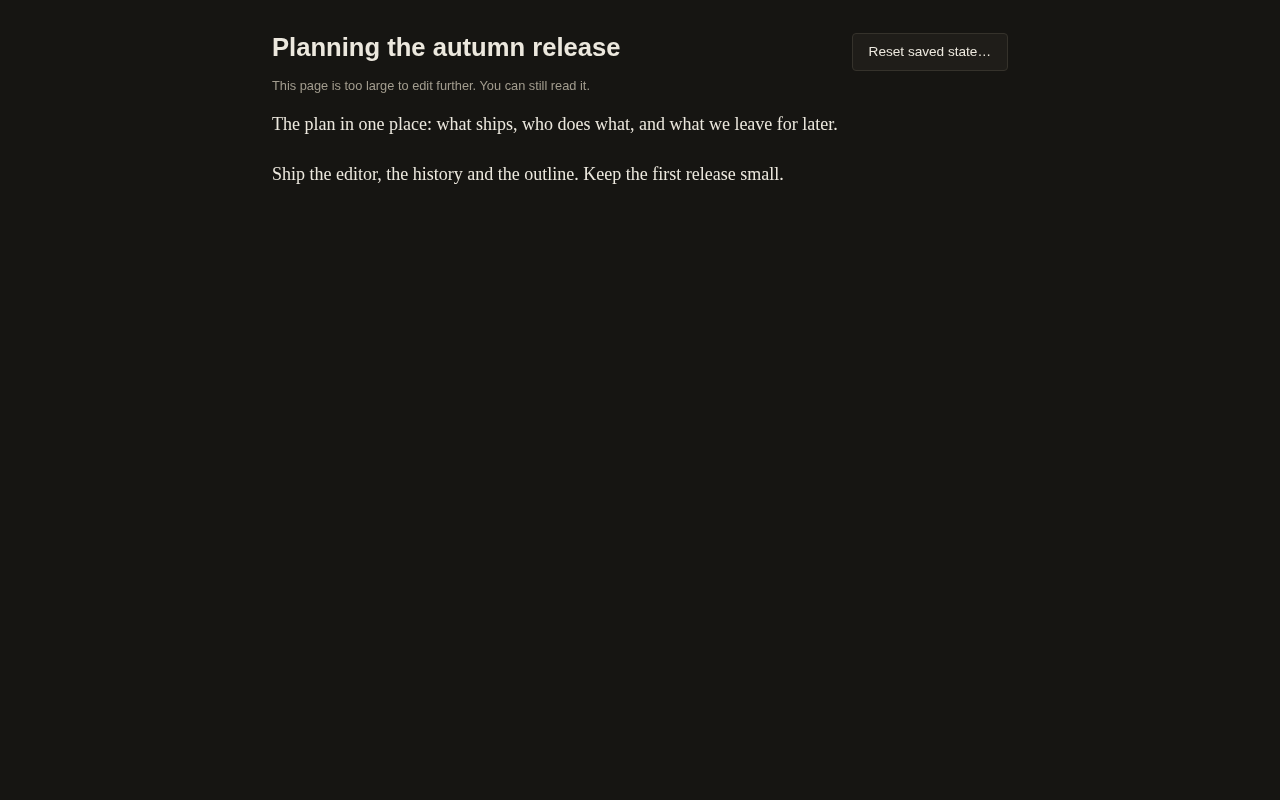 Planning the autumn release
Reset saved state…
This page is too large to edit further. You can still read it.
The plan in one place: what ships, who does what, and what we leave for later.
Ship the editor, the history and the outline. Keep the first release small.